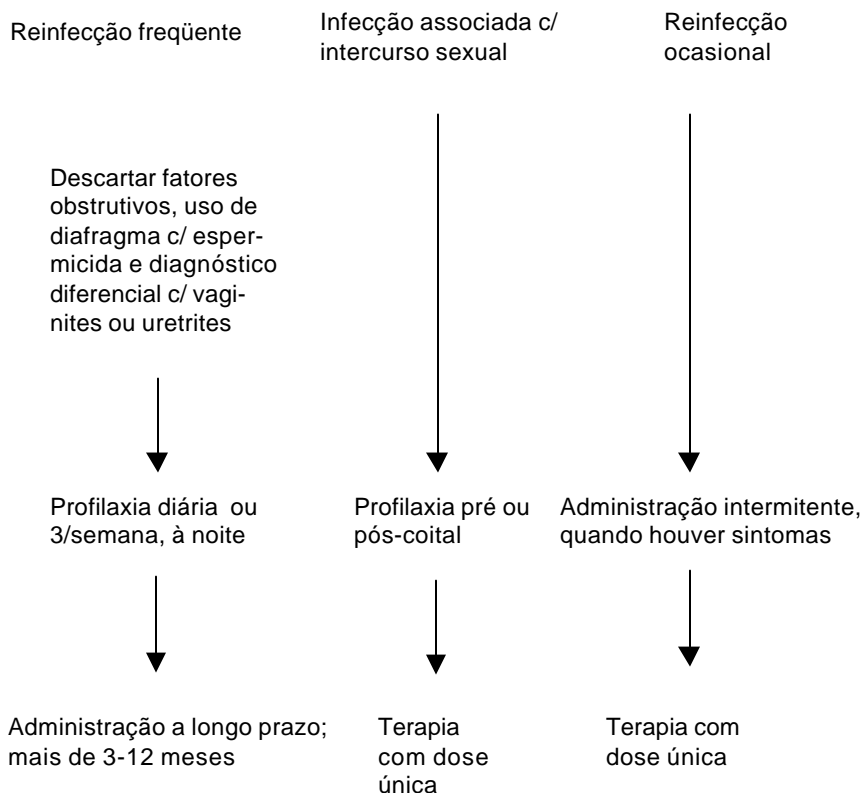 Reinfecção freqüente
Infecção associada c/
intercurso sexual
Reinfecção
ocasional
Descartar fatores
obstrutivos, uso de
diafragma c/ esper-
micida e diagnóstico
diferencial c/ vagi-
nites ou uretrites
Profilaxia diária ou
3/semana, à noite
Profilaxia pré ou
pós-coital
Administração intermitente,
quando houver sintomas
Administração a longo prazo;
mais de 3-12 meses
Terapia
com dose
única
Terapia com
dose única